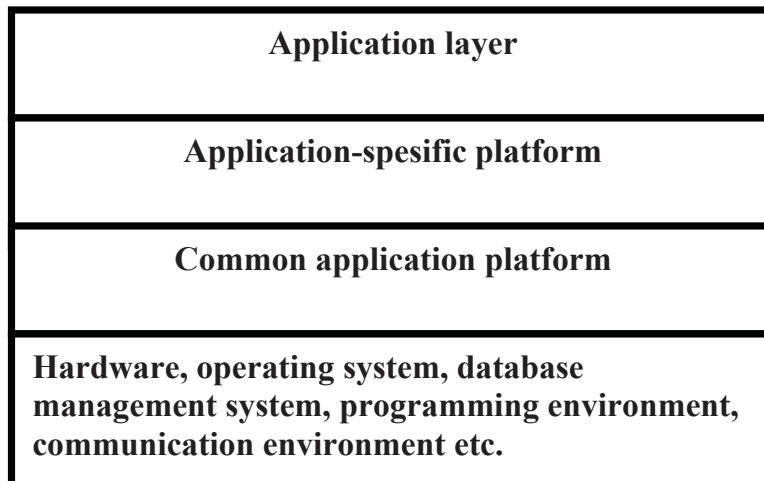 Application layer
Application-spesific platform
Common application platform
Hardware, operating system, database
management system, programming environment,
communication environment etc.